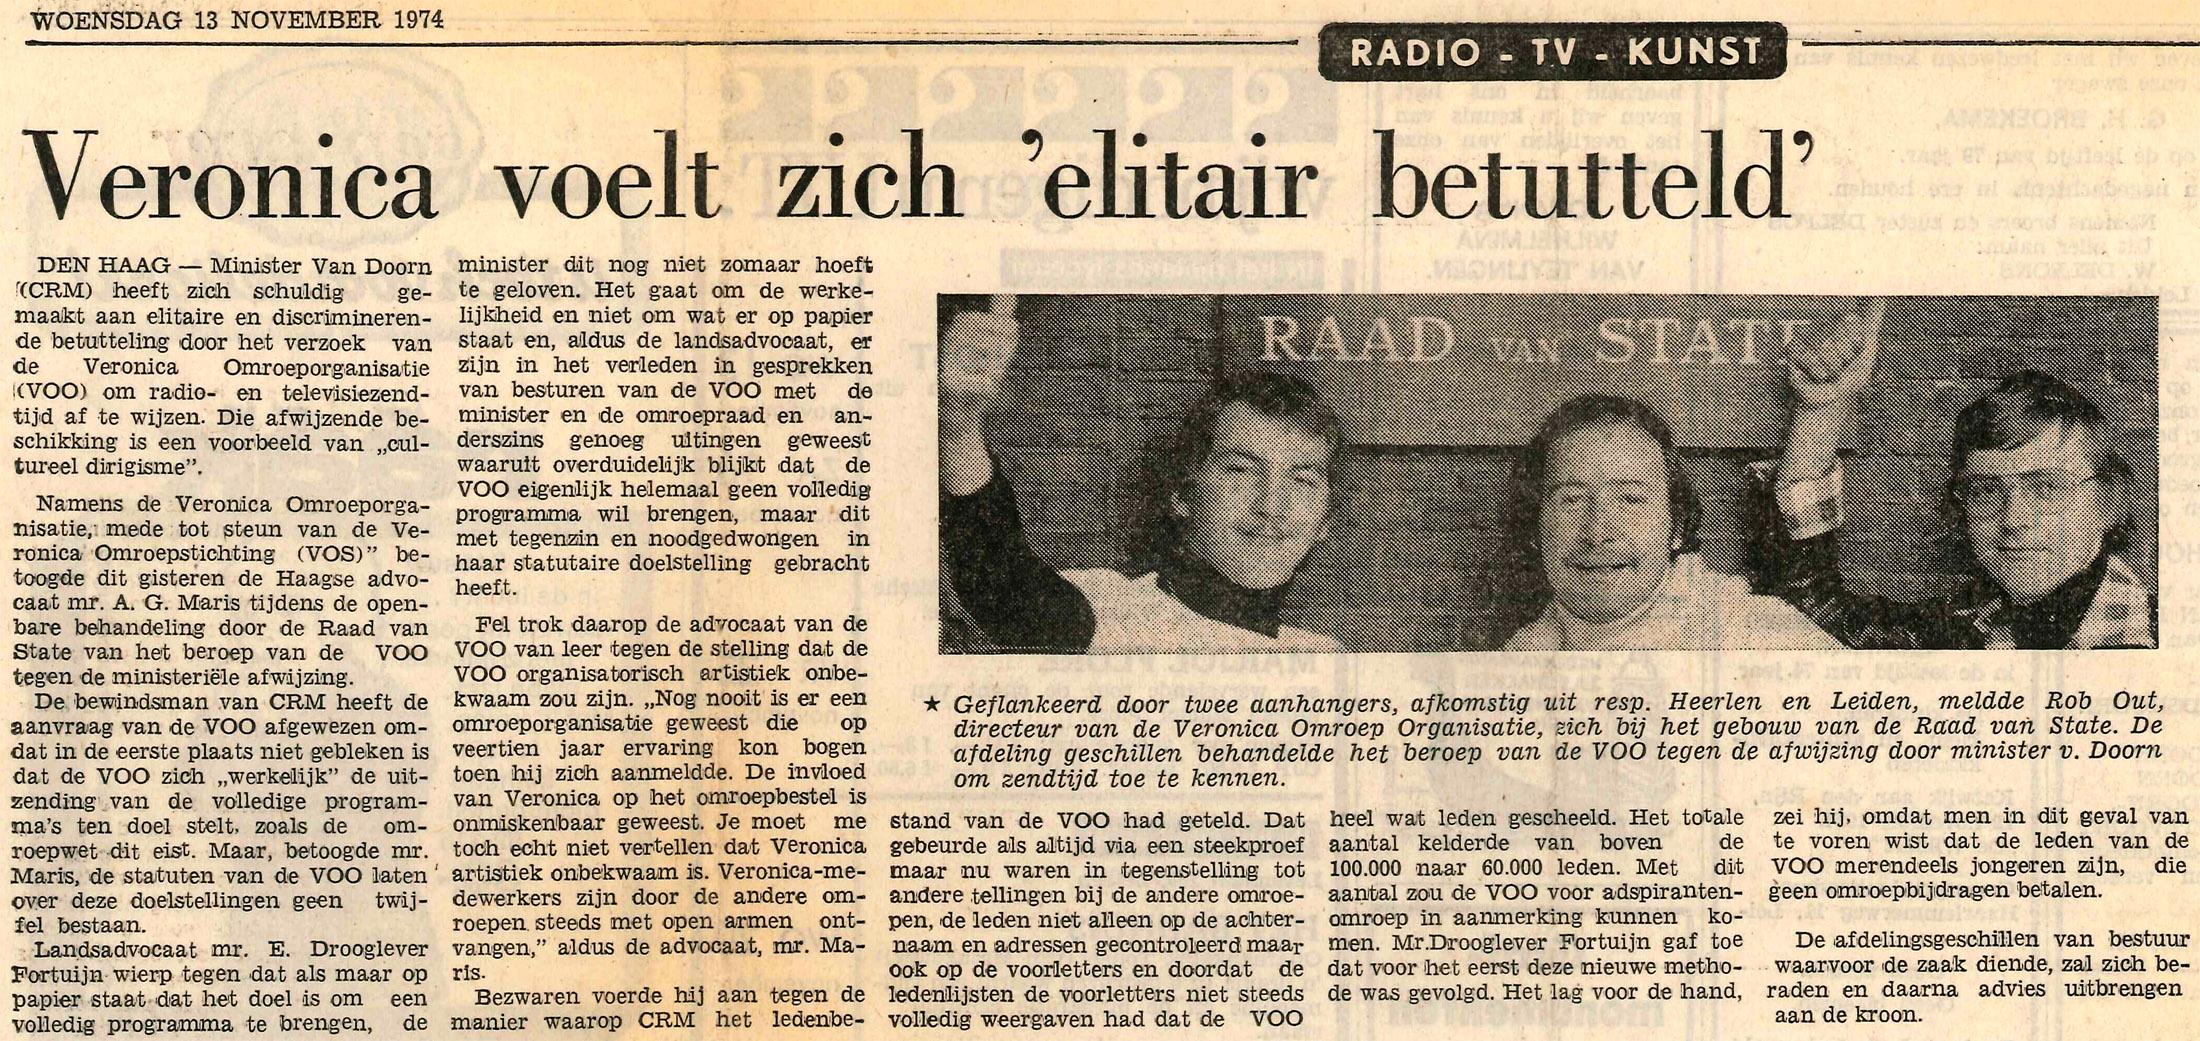 WOENSDAG 13 NOVEMBER 1974
RADIO - TV - KUNST
Veronica voelt zich 'elitair betutteld'
DEN HAAG — Minister Van Doorn
(CRM) heeft zich schuldig ge-
maakt aan elitaire en discrimineren-
de betutteling door het verzoek van
de Veronica Omroeporganisatie
(VOO) om radio- en televisiezend-
tijd af te wijzen. Die afwijzende be-
schikking is een voorbeeld van „cul-
tureel dirigisme”.
Namens de Veronica Omroeporga-
nisatie, mede tot steun van de Ve-
ronica Omroepstichting (VOS)” be-
toogde dit gisteren de Haagse advo-
caat mr. A. G. Maris tijdens de open-
bare behandeling door de Raad van
State van het beroep van de VOO
tegen de ministeriële afwijzing.
De bewindsman van CRM heeft de
aanvraag van de VOO afgewezen om-
dat in de eerste plaats niet gebleken is
dat de VOO zich „werkelijk” de uit-
zending van de volledige program-
ma's ten doel stelt, zoals de om-
roepwet dit eist. Maar, betoogde mr.
Maris, de statuten van de VOO laten
over deze doelstellingen geen twij-
fel bestaan.
Landsadvocaat mr. E. Drooglever
Fortuijn wierp tegen dat als maar op
papier staat dat het doel is om een
volledig programma te brengen, de
minister dit nog niet zomaar hoeft
te geloven. Het gaat om de werke-
lijkheid en niet om wat er op papier
staat en, aldus de landsadvocaat, er
zijn in het verleden in gesprekken
van besturen van de VOO met de
minister en de omroepraad en an-
derszins genoeg uitingen geweest
waaruit overduidelijk blijkt dat de
VOO eigenlijk helemaal geen volledig
programma wil brengen, maar dit
met tegenzin en noodgedwongen in
haar statutaire doelstelling gebracht
heeft.
Fel trok daarop de advocaat van de
VOO van leer tegen de stelling dat de
VOO organisatorisch artistiek onbe-
kwaam zou zijn. „Nog nooit is er een
omroeporganisatie geweest die op
veertien jaar ervaring kon bogen
toen hij zich aanmeldde. De invloed
van Veronica op het omroepbestel is
onmiskenbaar geweest. Je moet me
toch echt niet vertellen dat Veronica
artistiek onbekwaam is. Veronica-me-
dewerkers zijn door de andere om-
roepen steeds met open armen ont-
vangen,” aldus de advocaat, mr. Ma-
ris.
Bezwaren voerde hij aan tegen de
manier waarop CRM het ledenbe-
RAAD VAN STATE
★ Geflankeerd door twee aanhangers, afkomstig uit resp. Heerlen en Leiden, meldde Rob Out,
directeur van de Veronica Omroep Organisatie, zich bij het gebouw van de Raad van State. De
afdeling geschillen behandelde het beroep van de VOO tegen de afwijzing door minister v. Doorn
om zendtijd toe te kennen.
stand van de VOO had geteld. Dat
gebeurde als altijd via een steekproef
maar nu waren in tegenstelling tot
andere tellingen bij de andere omroe-
pen, de leden niet alleen op de achter-
naam en adressen gecontroleerd maar
ook op de voorletters en doordat de
ledenlijsten de voorletters niet steeds
volledig weergaven had dat de VOO
heel wat leden gescheeld. Het totale
aantal kelderde van boven de
100.000 naar 60.000 leden. Met dit
aantal zou de VOO voor adspiranten-
omroep in aanmerking kunnen ko-
men. Mr.Drooglever Fortuijn gaf toe
dat voor het eerst deze nieuwe metho-
de was gevolgd. Het lag voor de hand,
zei hij, omdat men in dit geval van
te voren wist dat de leden van de
VOO merendeels jongeren zijn, die
geen omroepbijdragen betalen.
De afdelingsgeschillen van bestuur
waarvoor de zaak diende, zal zich be-
raden en daarna advies uitbrengen
aan de kroon.